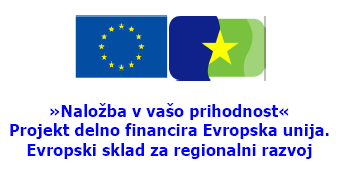 »Naložba v vašo prihodnost«
Projekt delno financira Evropska unija.
Evropski sklad za regionalni razvoj